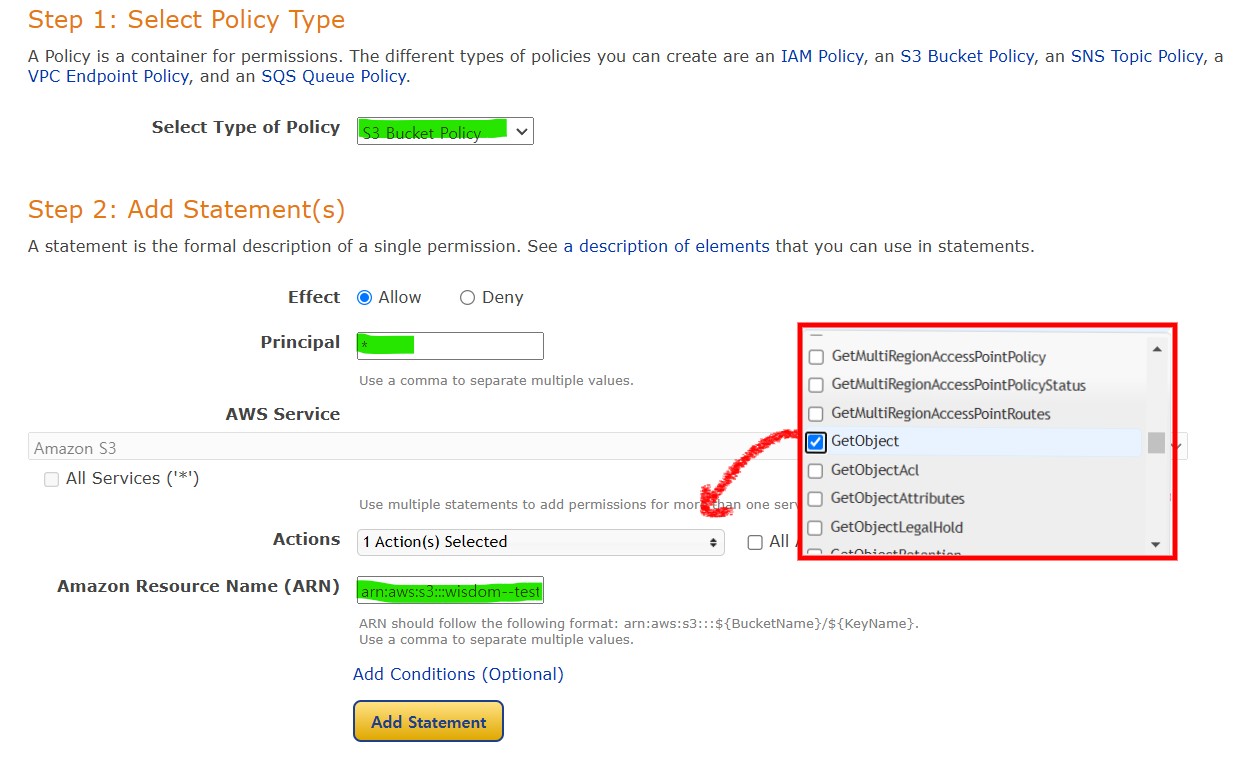 Step 1: Select Policy Type
A Policy is a container for permissions. The different types of policies you can create are an IAM Policy, an S3 Bucket Policy, an SNS Topic Policy, a
VPC Endpoint Policy, and an SQS Queue Policy.
Select Type of Policy S3 Bucket Policy
Step 2: Add Statement(s)
A statement is the formal description of a single permission. See a description of elements that you can use in statements.
Effect Allow Deny
Principal *
Use a comma to separate multiple values.
AWS Service
Amazon S3
All Services ('*')
Use multiple statements to add permissions for more than one
Actions 1 Action(s) Selected All
Amazon Resource Name (ARN) arn:aws:s3:::wisdom--test
ARN should follow the following format: arn:aws:s3:::${BucketName}/${KeyName}.
Use a comma to separate multiple values.
Add Conditions (Optional)
Add Statement
GetMultiRegionAccessPointPolicy
GetMultiRegionAccessPointPolicyStatus
GetMultiRegionAccessPointRoutes
GetObject
GetObjectAcl
GetObjectAttributes
GetObjectLegalHold
GetObjectRetention